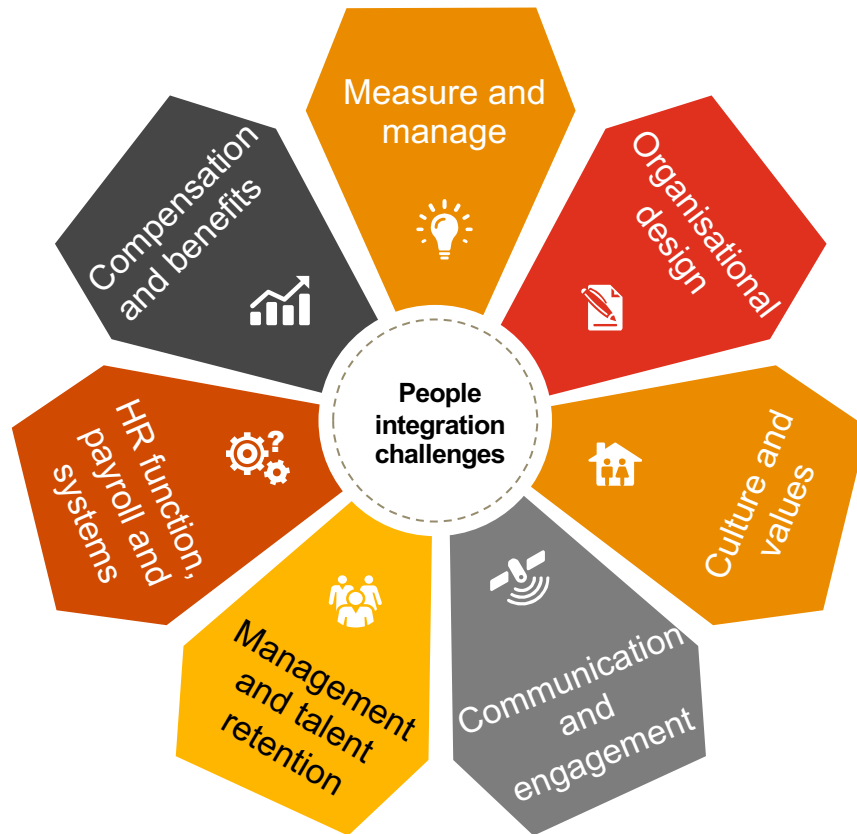 Measure and
manage
Organisational
design
Culture and
values
Communication
and
engagement
Management
and talent
retention
HR function,
payroll and
systems
Compensation
and benefits
People
integration
challenges
?